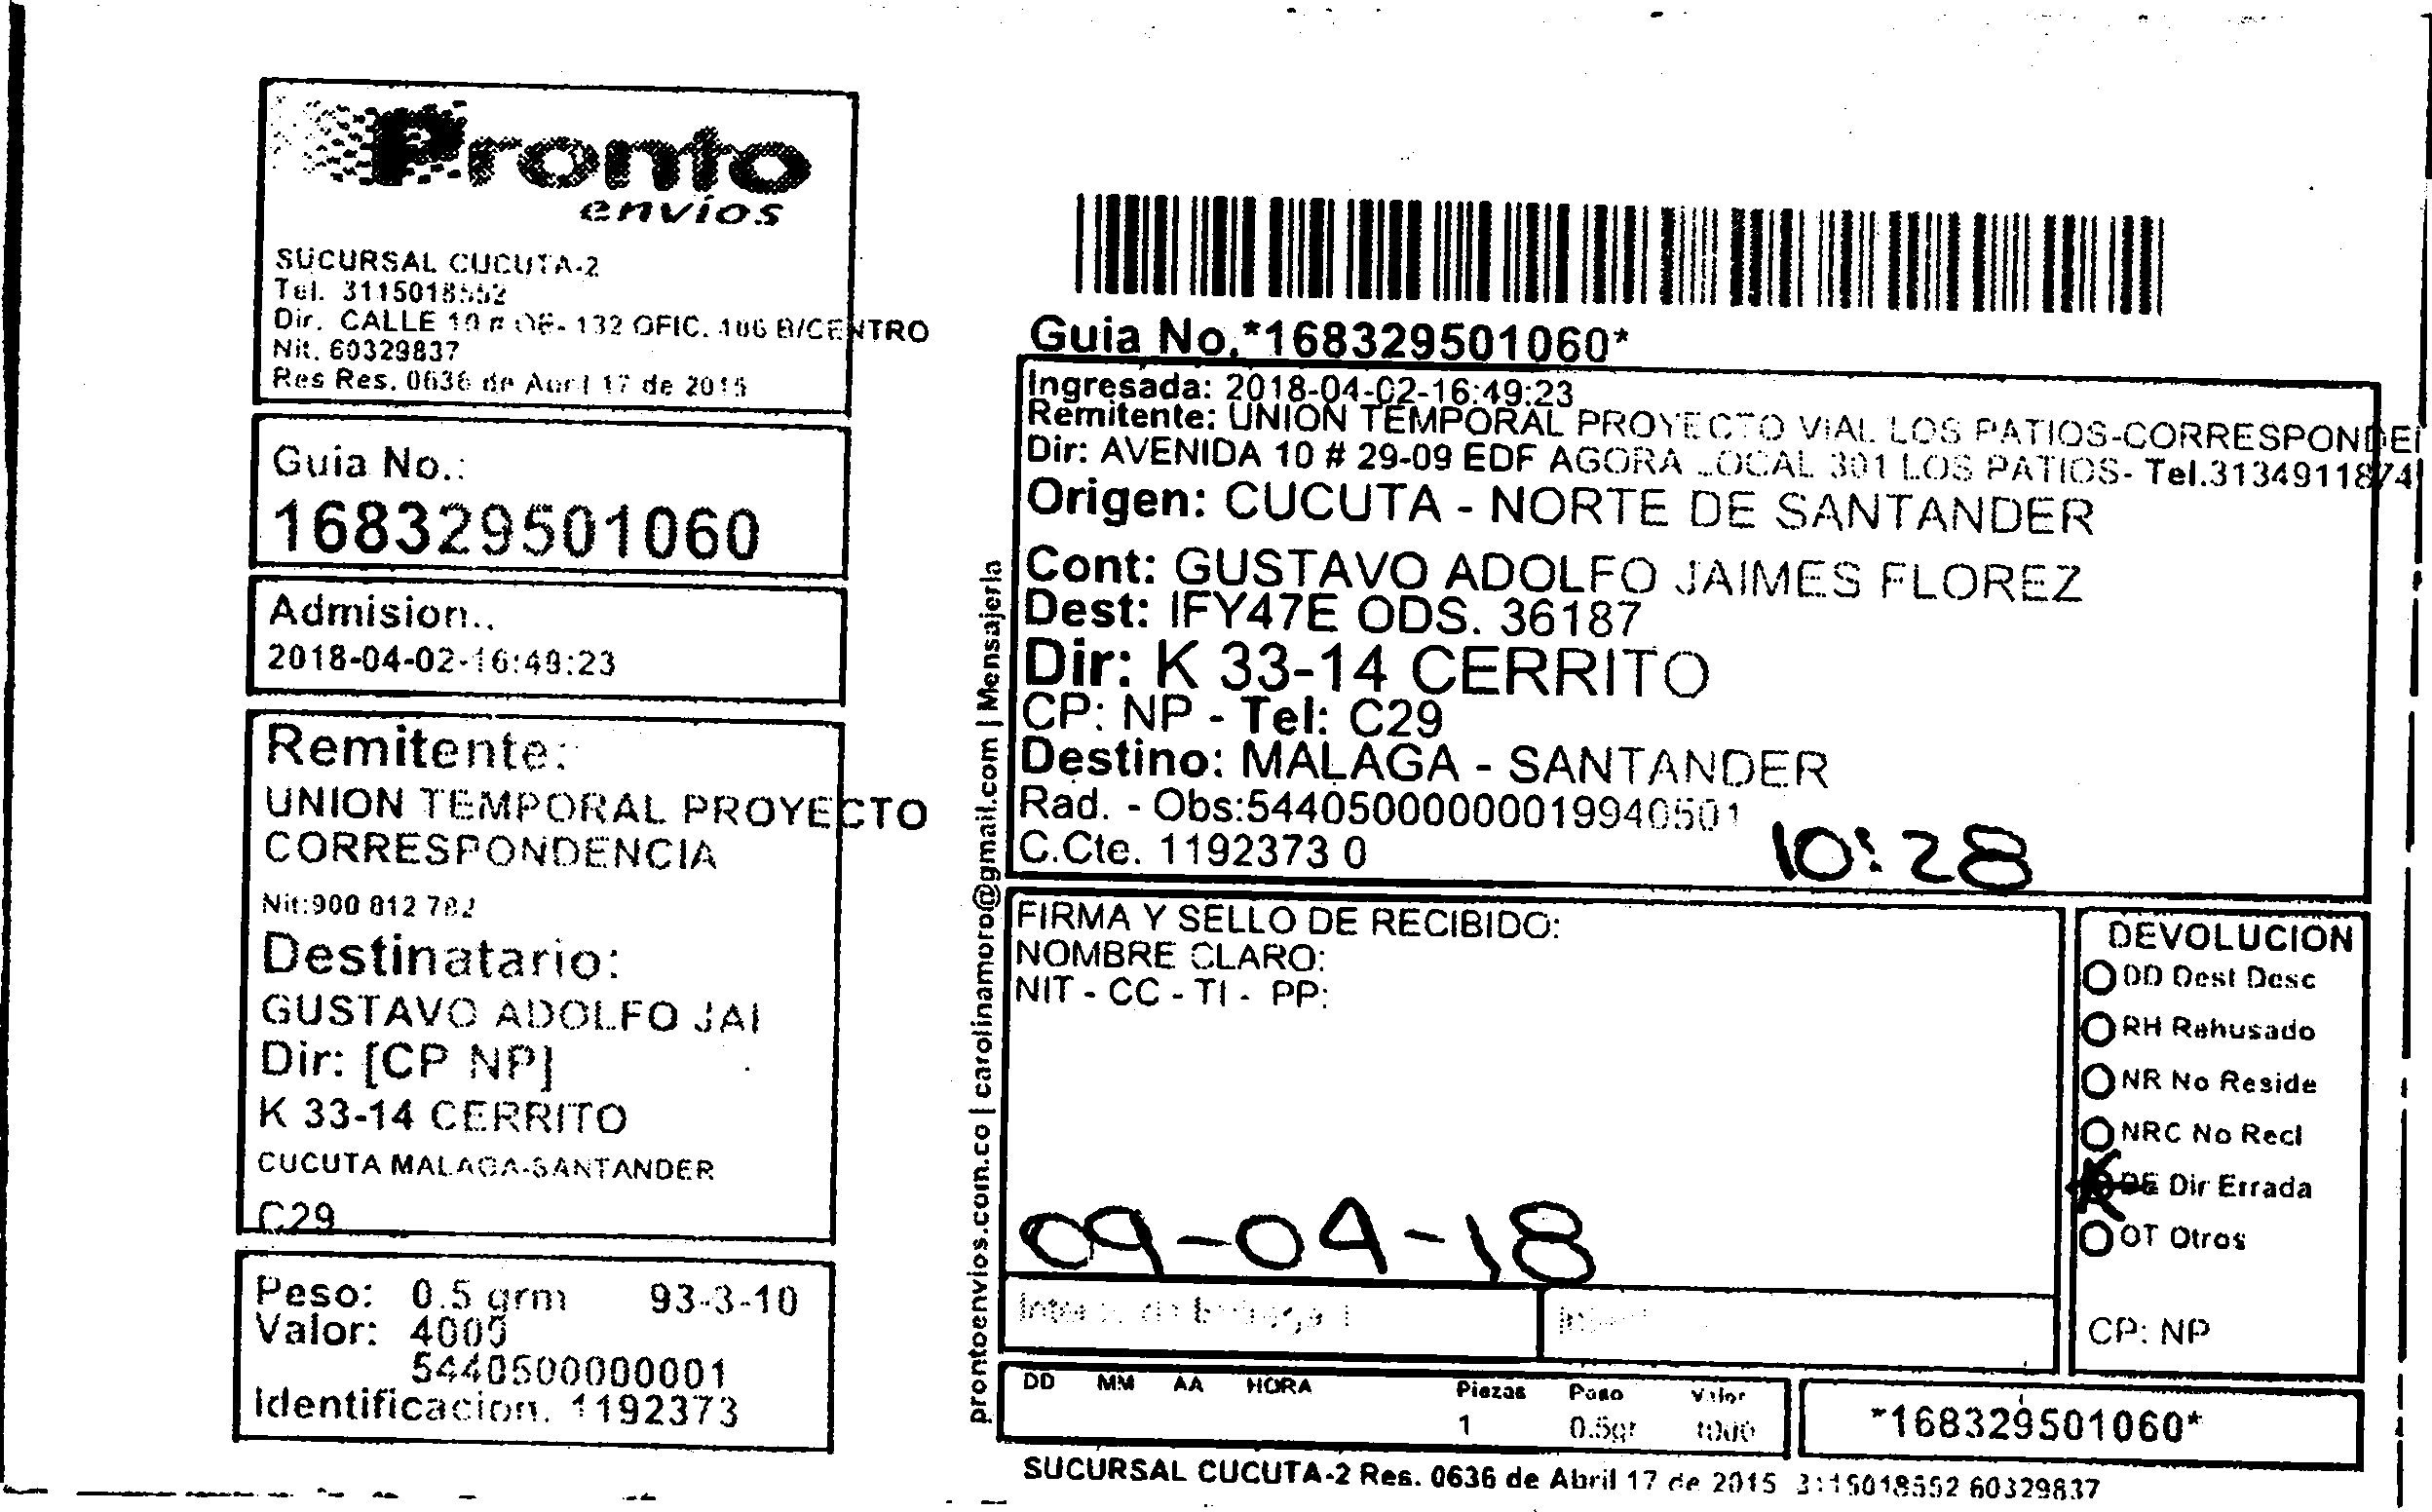 Pronto
envios
SUCURSAL CUCUTA-2
Tel. 3115018552
Dir. CALLE 10 # 0E- 132 OFIC. 106 B/CENTRO
Nit. 60329837
Res Res. 0636 de Abril 17 de 2015
Guia No.:
168329501060
Admision..
2018-04-02-16:49:23
Remitente:
UNION TEMPORAL PROYECTO
CORRESPONDENCIA
Nit:900 812 782
Destinatario:
GUSTAVO ADOLFO JAI
Dir: [CP NP]
K 33-14 CERRITO
CUCUTA MALAGA-SANTANDER
C29
Peso: 0.5 grm 93-3-10
Valor: 4000
5440500000001
Identificacion. 1192373
prontoenvios.com.co | carolinamoro@gmail.com | Mensajeria
Guia No.*168329501060*
Ingresada: 2018-04-02-16:49:23
Remitente: UNION TEMPORAL PROYECTO VIAL LOS PATIOS-CORRESPONDEI
Dir: AVENIDA 10 # 29-09 EDF AGORA LOCAL 301 LOS PATIOS- Tel.3134911874
Origen: CUCUTA - NORTE DE SANTANDER
Cont: GUSTAVO ADOLFO JAIMES FLOREZ
Dest: IFY47E ODS. 36187
Dir: K 33-14 CERRITO
CP: NP - Tel: C29
Destino: MALAGA - SANTANDER
Rad. - Obs:54405000000019940501
C.Cte. 1192373 0
10:28
FIRMA Y SELLO DE RECIBIDO:
NOMBRE CLARO:
NIT - CC - TI - PP:
09-04-18
DEVOLUCION
DD Dest Desc
RH Rehusado
NR No Reside
NRC No Recl
DE Dir Errada
OT Otros
CP: NP
DD MM AA HORA
Piezas Peso Valor
1 0.5gr
*168329501060*
SUCURSAL CUCUTA-2 Res. 0636 de Abril 17 de 2015 3115018552 60329837